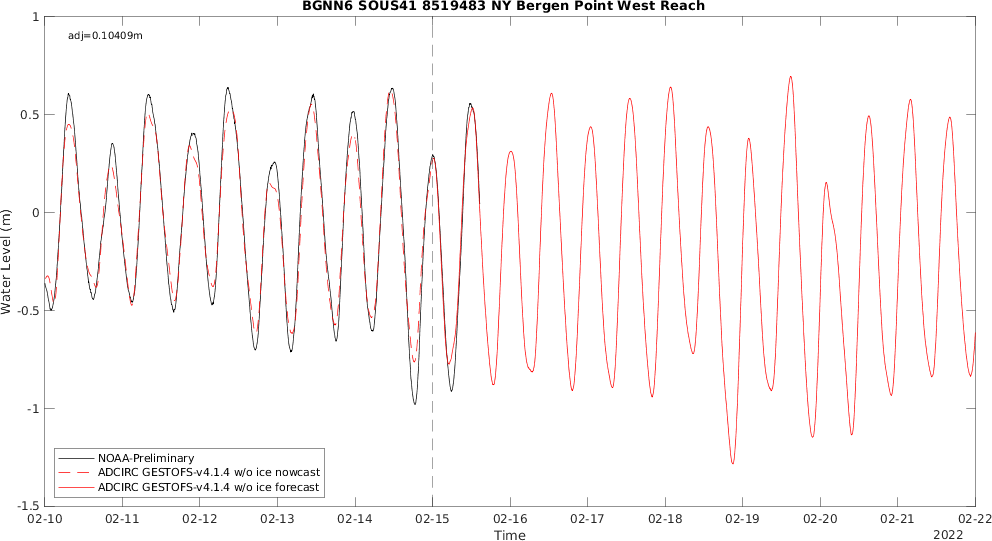 BGNN6 SOUS41 8519483 NY Bergen Point West Reach
adj=0.10409m
1
0.5
0
-0.5
-1
-1.5
Water Level (m)
NOAA-Preliminary
ADCIRC GESTOFS-v4.1.4 w/o ice nowcast
ADCIRC GESTOFS-v4.1.4 w/o ice forecast
02-10 02-11 02-12 02-13 02-14 02-15 02-16 02-17 02-18 02-19 02-20 02-21 02-22
Time
2022